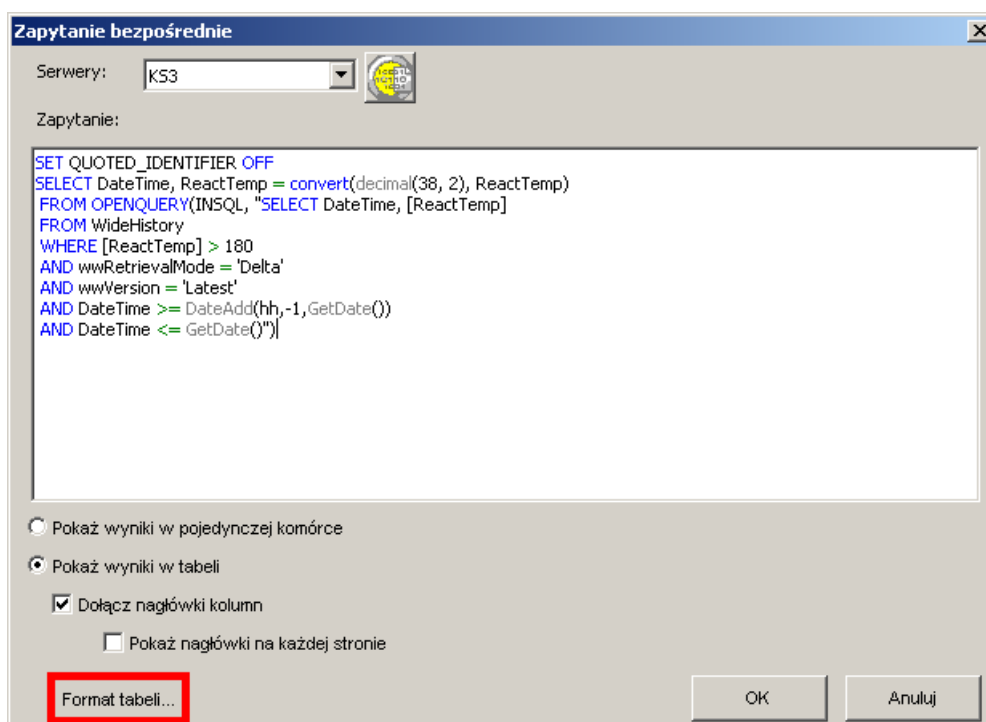 Zapytanie bezpośrednie
Serwery: KS3
Zapytanie:
SET QUOTED_IDENTIFIER OFF
SELECT DateTime, ReactTemp = convert(decimal(38, 2), ReactTemp)
FROM OPENQUERY(INSQL, "SELECT DateTime, [ReactTemp]
FROM WideHistory
WHERE [ReactTemp] > 180
AND wwRetrievalMode = 'Delta'
AND wwVersion = 'Latest'
AND DateTime >= DateAdd(hh,-1,GetDate())
AND DateTime <= GetDate()")
Pokaż wyniki w pojedynczej komórce
Pokaż wyniki w tabeli
Dołącz nagłówki kolumn
Pokaż nagłówki na każdej stronie
Format tabeli... OK Anuluj